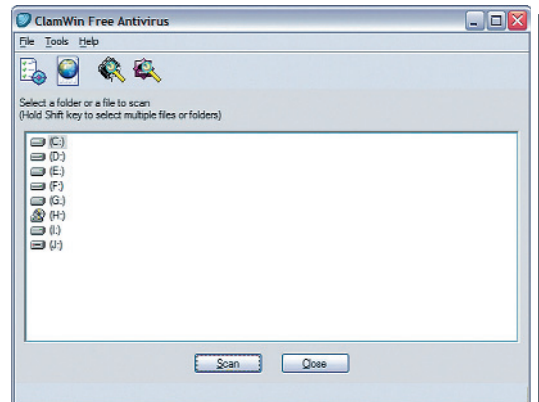 ClamWin Free Antivirus
File Tools Help
Select a folder or a file to scan
(Hold Shift key to select multiple files or folders)
(C:)
(D:)
(E:)
(F:)
(G:)
(H:)
(I:)
(J:)
Scan Close